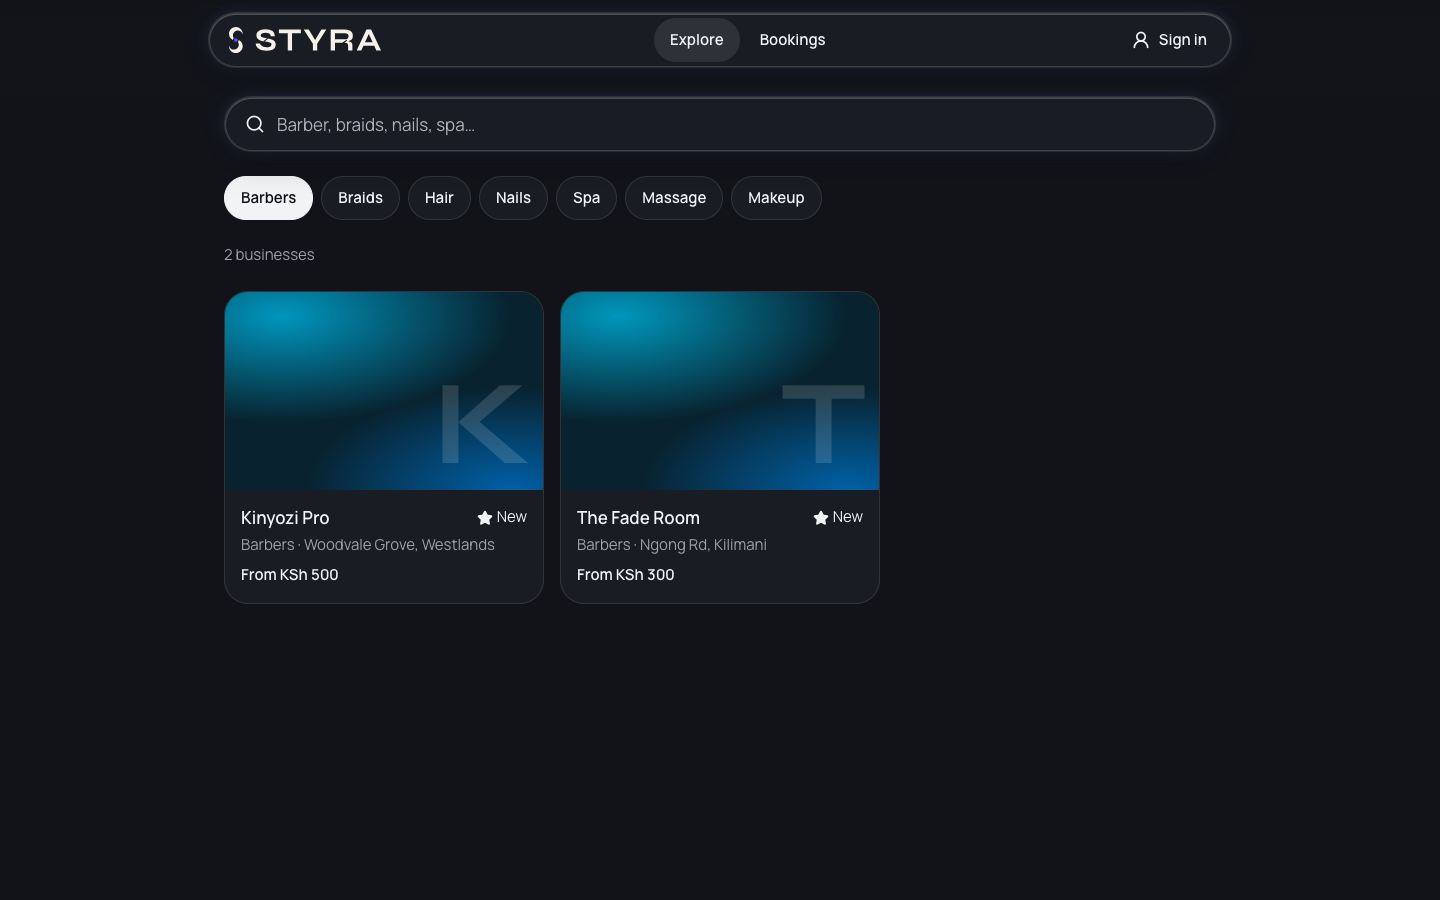 STYRA
Explore
Bookings
Sign in
Barber, braids, nails, spa...
Barbers
Braids
Hair
Nails
Spa
Massage
Makeup
2 businesses
K
T
Kinyozi Pro
New
Barbers · Woodvale Grove, Westlands
From KSh 500
The Fade Room
New
Barbers · Ngong Rd, Kilimani
From KSh 300